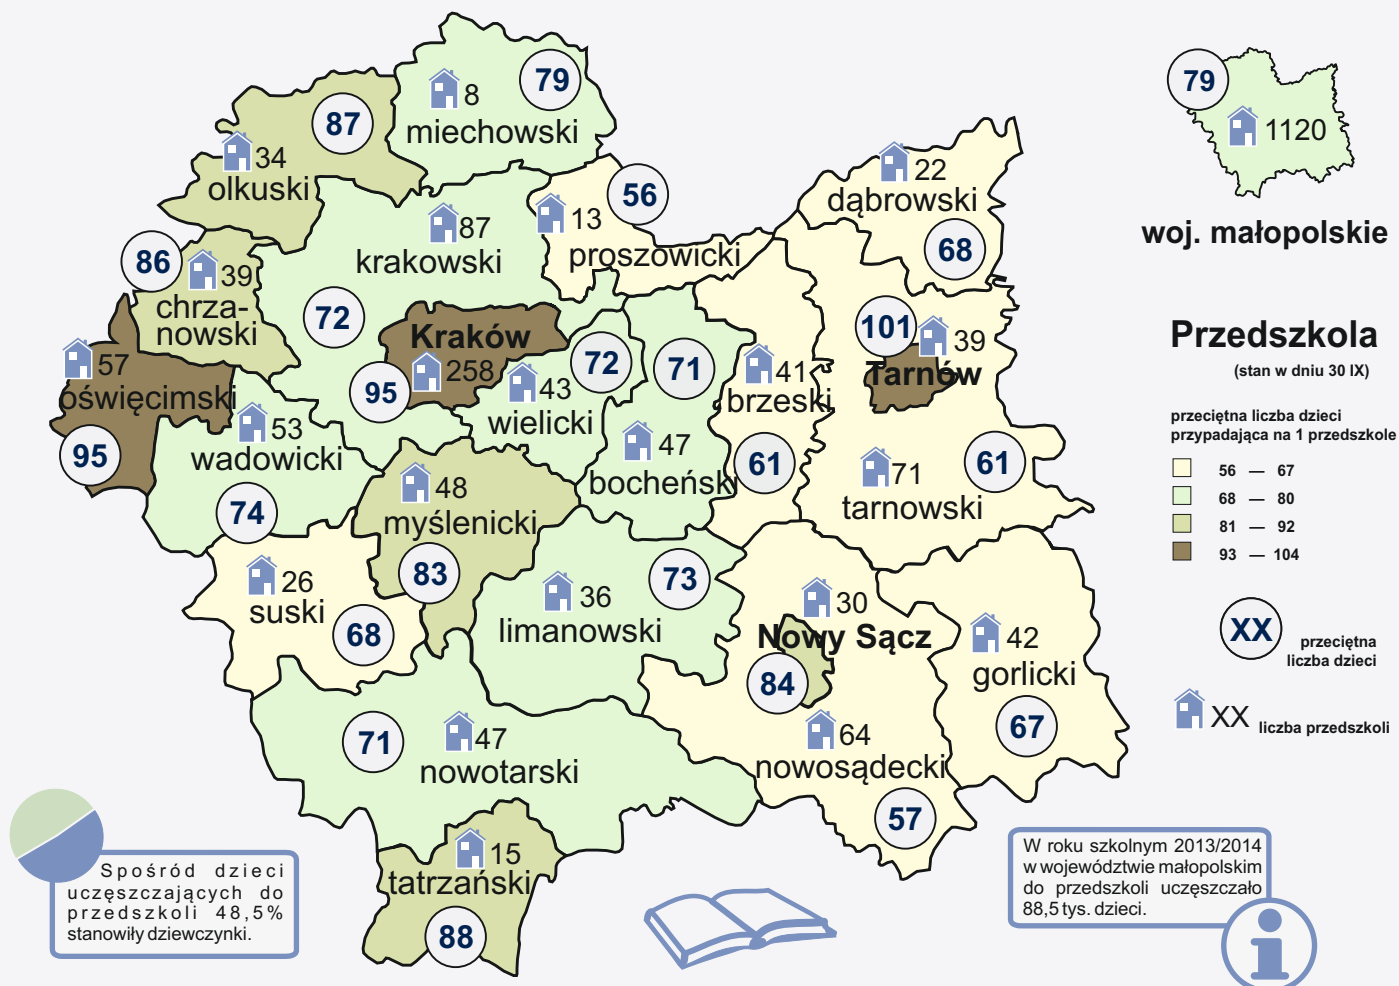 8
79
miechowski
87
34
olkuski
87
krakowski
72
13
56
proszowicki
22
dąbrowski
68
86
39
chrza-
nowski
57
oświęcimski
95
Kraków
258
95
43
72
wielicki
71
47
bocheński
41
brzeski
61
101
39
Tarnów
71
61
tarnowski
53
wadowicki
74
48
myślenicki
83
26
suski
68
36
73
limanowski
30
Nowy Sącz
84
64
nowosądecki
57
42
gorlicki
67
71
47
nowotarski
15
tatrzański
88
79
1120
woj. małopolskie
Przedszkola
(stan w dniu 30 IX)
przeciętna liczba dzieci
przypadająca na 1 przedszkole
56 — 67
68 — 80
81 — 92
93 — 104
XX przeciętna
liczba dzieci
XX liczba przedszkoli
Spośród dzieci
uczęszczających do
przedszkoli 48,5%
stanowiły dziewczynki.
W roku szkolnym 2013/2014
w województwie małopolskim
do przedszkoli uczęszczało
88,5 tys. dzieci.
i